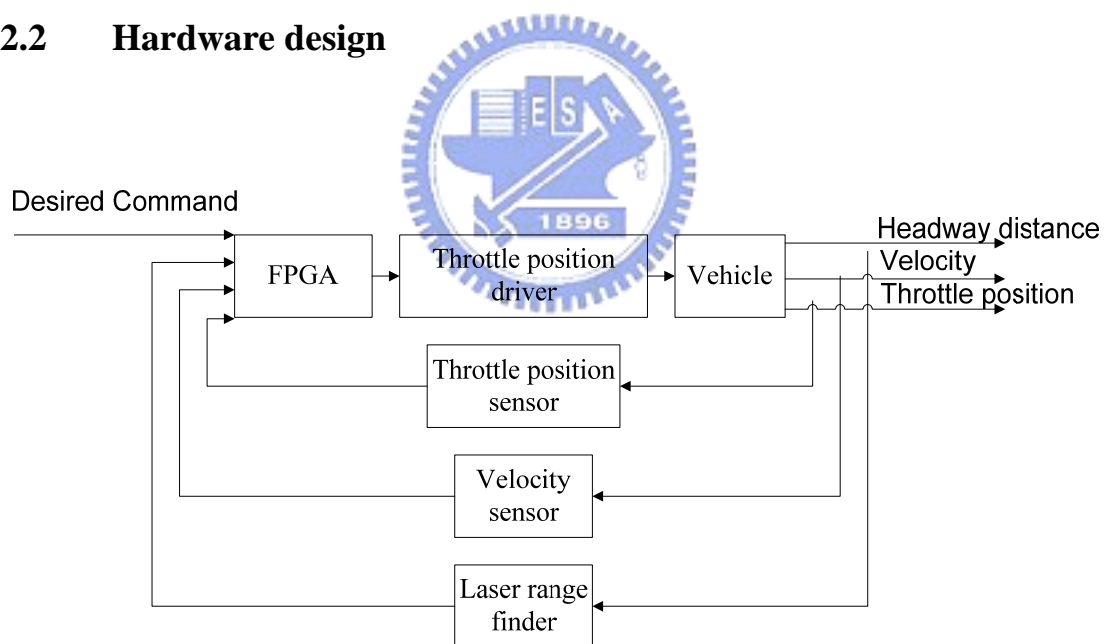 2.2 Hardware design
E S A
1896
Desired Command
FPGA
Throttle position
driver
Vehicle
Headway distance
Velocity
Throttle position
Throttle position
sensor
Velocity
sensor
Laser range
finder